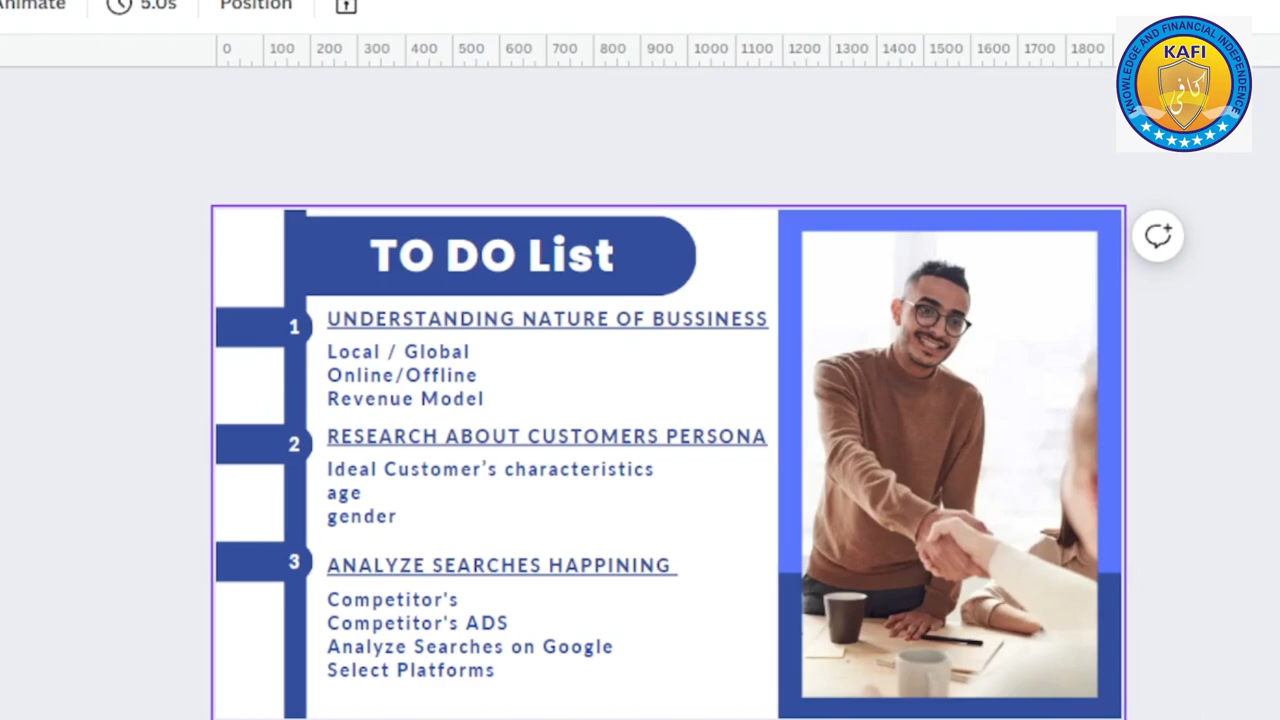 Animate 5.0s Position
0 100 200 300 400 500 600 700 800 900 1000 1100 1200 1300 1400 1500 1600 1700 1800
KNOWLEDGE AND FINANCIAL INDEPENDENCE
KAFI
کافی
TO DO List
1
UNDERSTANDING NATURE OF BUSSINESS
Local / Global
Online/Offline
Revenue Model
2
RESEARCH ABOUT CUSTOMERS PERSONA
Ideal Customer's characteristics
age
gender
3
ANALYZE SEARCHES HAPPINING
Competitor's
Competitor's ADS
Analyze Searches on Google
Select Platforms